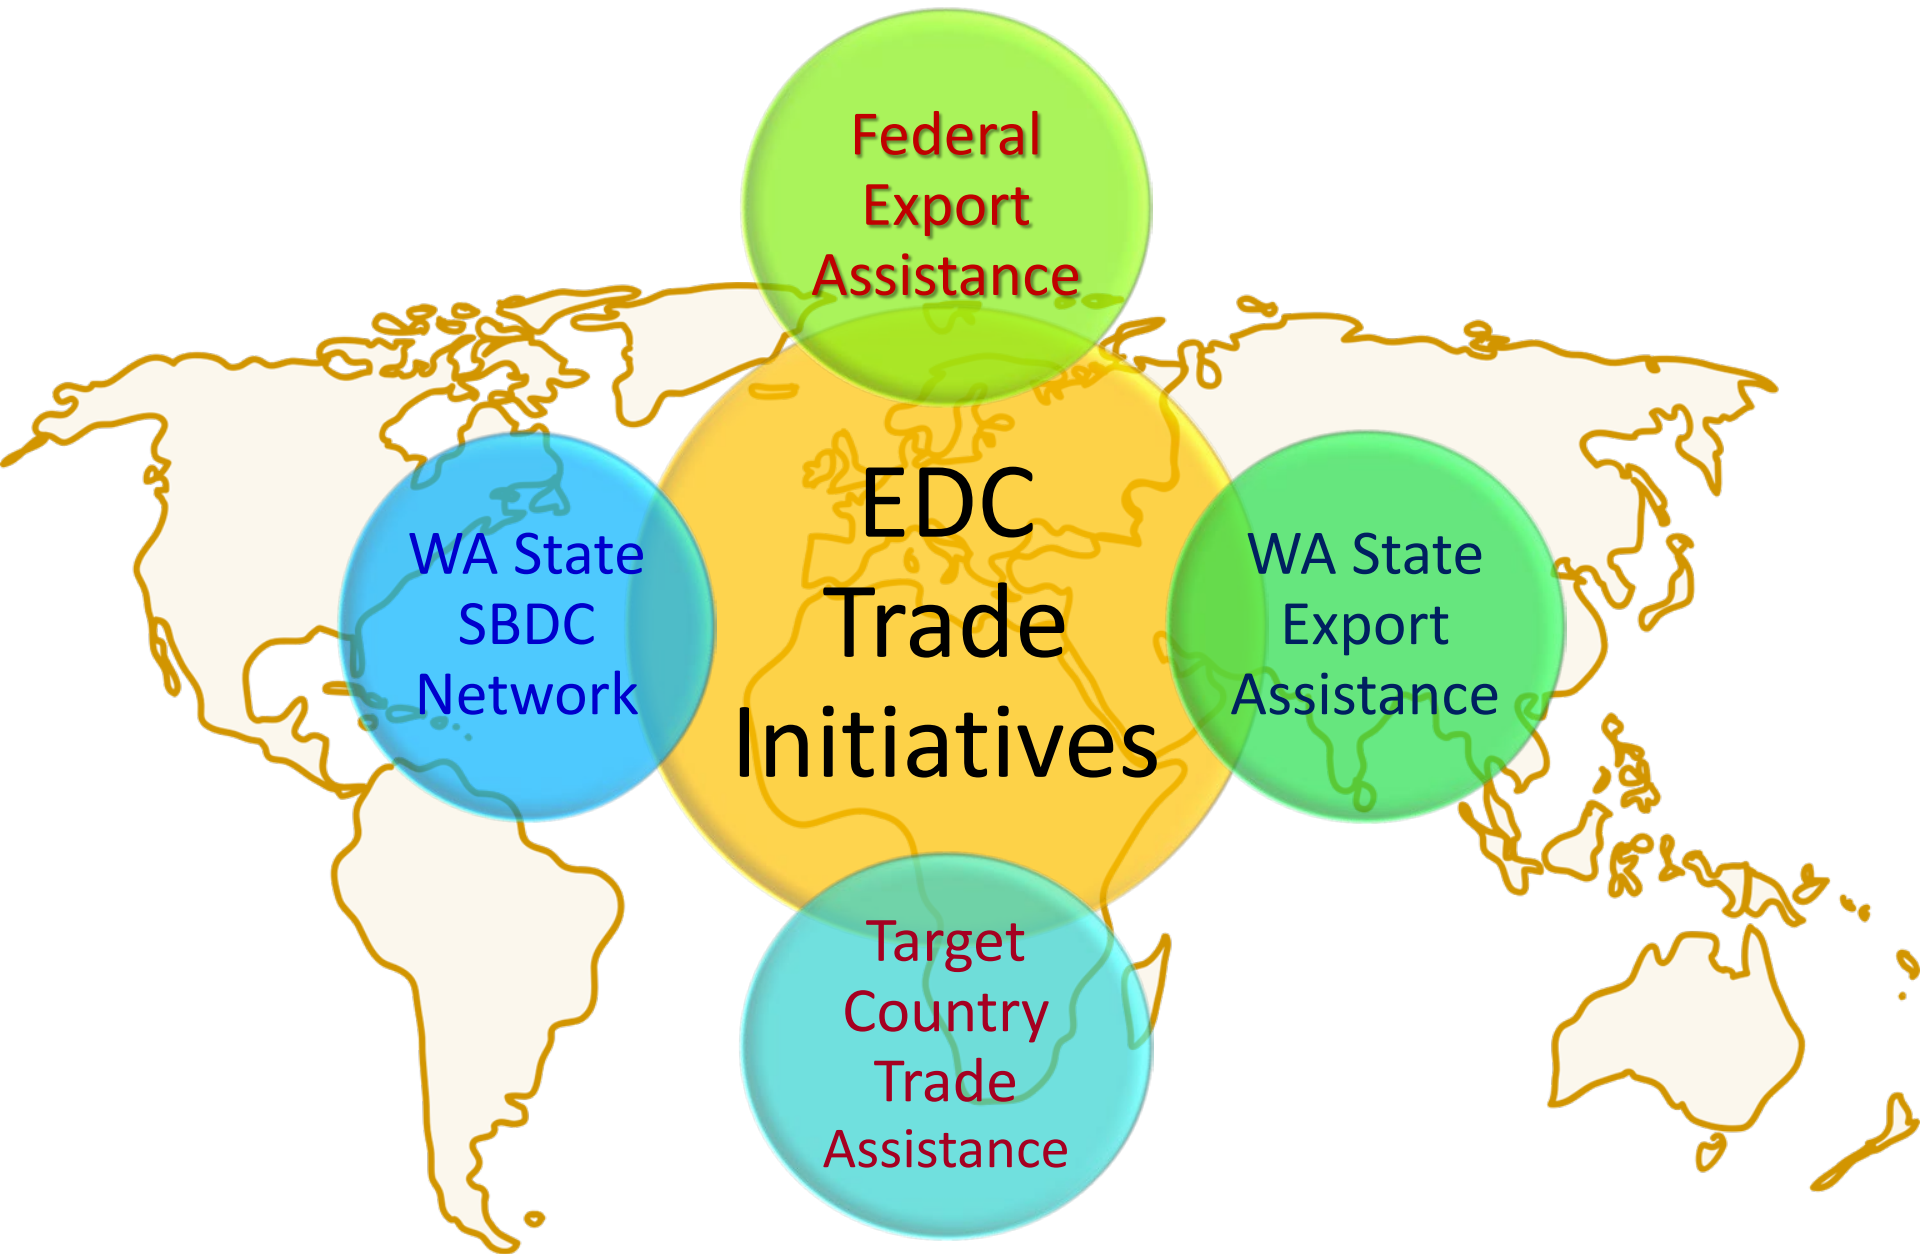 Federal
Export
Assistance
EDC
Trade
Initiatives
WA State
SBDC
Network
WA State
Export
Assistance
Target
Country
Trade
Assistance